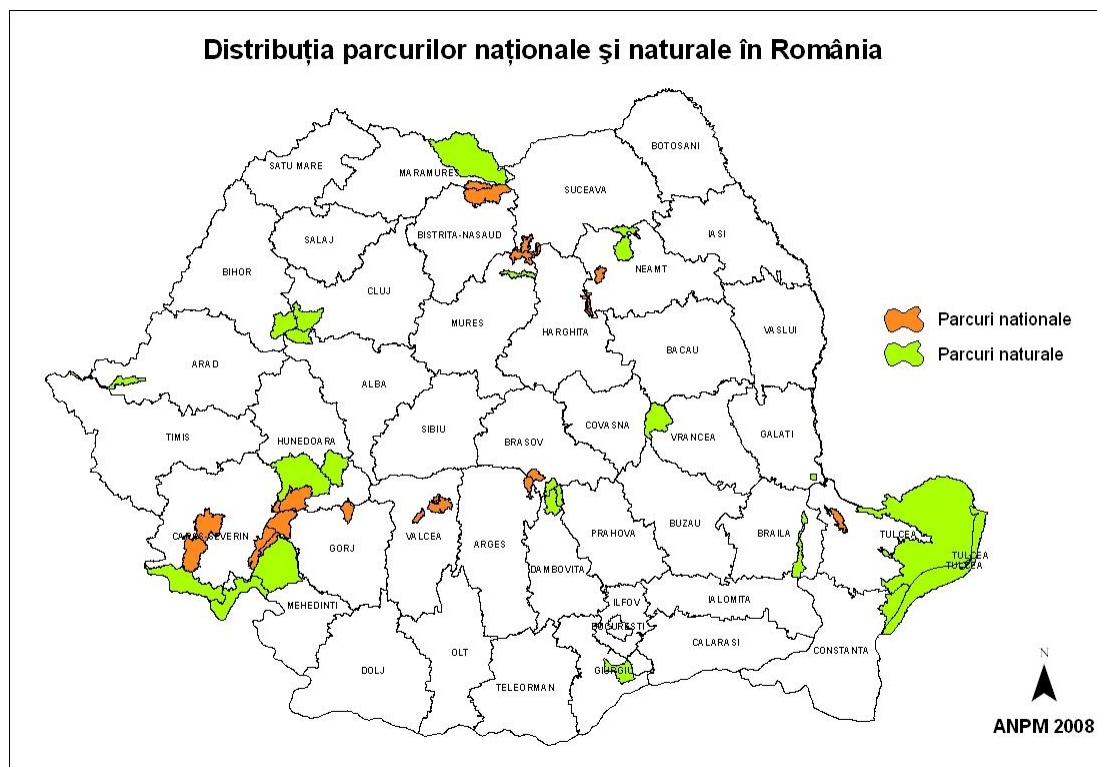 Distribuția parcurilor naționale şi naturale în România
BOTOSANI
SATU MARE
MARAMURES
SUCEAVA
SALAJ
BISTRITA-NASAUD
IASI
BIHOR
NEAMT
CLUJ
MURES
HARGHITA
VASLUI
Parcuri nationale
Parcuri naturale
ARAD
BACAU
ALBA
TIMIS
HUNEDOARA
SIBIU
BRASOV
COVASNA
VRANCEA
GALATI
CARAS-SEVERIN
GORJ
VALCEA
ARGES
PRAHOVA
BUZAU
BRAILA
TULCEA
TULCEA
TULCEA
DAMBOVITA
MEHEDINTI
ILFOV
IALOMITA
BUCURESTI
CALARASI
CONSTANTA
OLT
DOLJ
GIURGIU
TELEORMAN
N
ANPM 2008